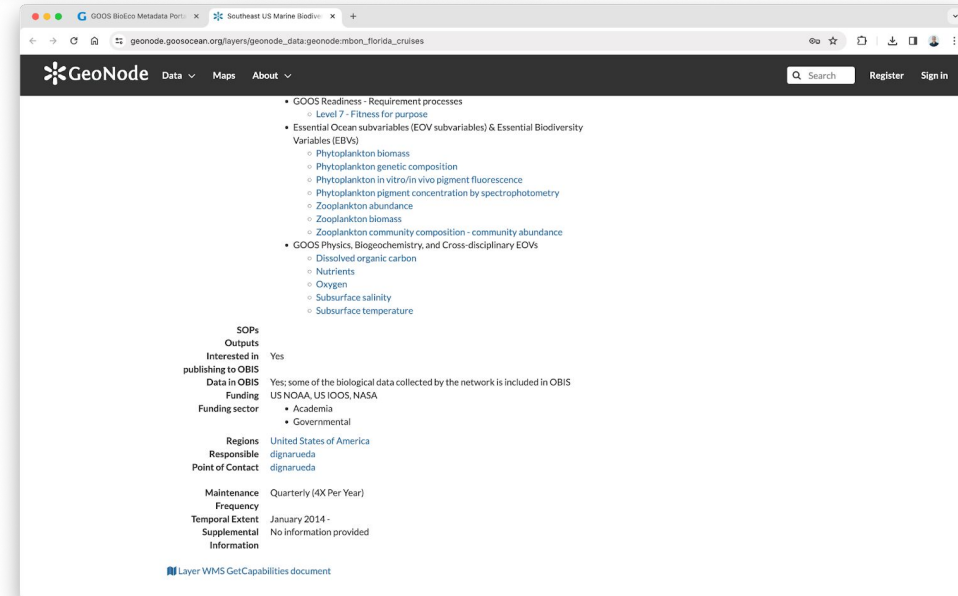 GOOS BioEco Metadata Porta
Southeast US Marine Biodiver
geonode.goosocean.org/layers/geonode_data:geonode:mbon_florida_cruises
GeoNode Data Maps About Search Register Sign in
GOOS Readiness - Requirement processes
Level 7 - Fitness for purpose
Essential Ocean subvariables (EOV subvariables) & Essential Biodiversity
Variables (EBVs)
Phytoplankton biomass
Phytoplankton genetic composition
Phytoplankton in vitro/in vivo pigment fluorescence
Phytoplankton pigment concentration by spectrophotometry
Zooplankton abundance
Zooplankton biomass
Zooplankton community composition - community abundance
GOOS Physics, Biogeochemistry, and Cross-disciplinary EOVs
Dissolved organic carbon
Nutrients
Oxygen
Subsurface salinity
Subsurface temperature
SOPs
Outputs
Interested in Yes
publishing to OBIS
Data in OBIS Yes; some of the biological data collected by the network is included in OBIS
Funding US NOAA, US IOOS, NASA
Funding sector Academia
Governmental
Regions United States of America
Responsible dignarueda
Point of Contact dignarueda
Maintenance Quarterly (4X Per Year)
Frequency
Temporal Extent January 2014 -
Supplemental No information provided
Information
Layer WMS GetCapabilities document